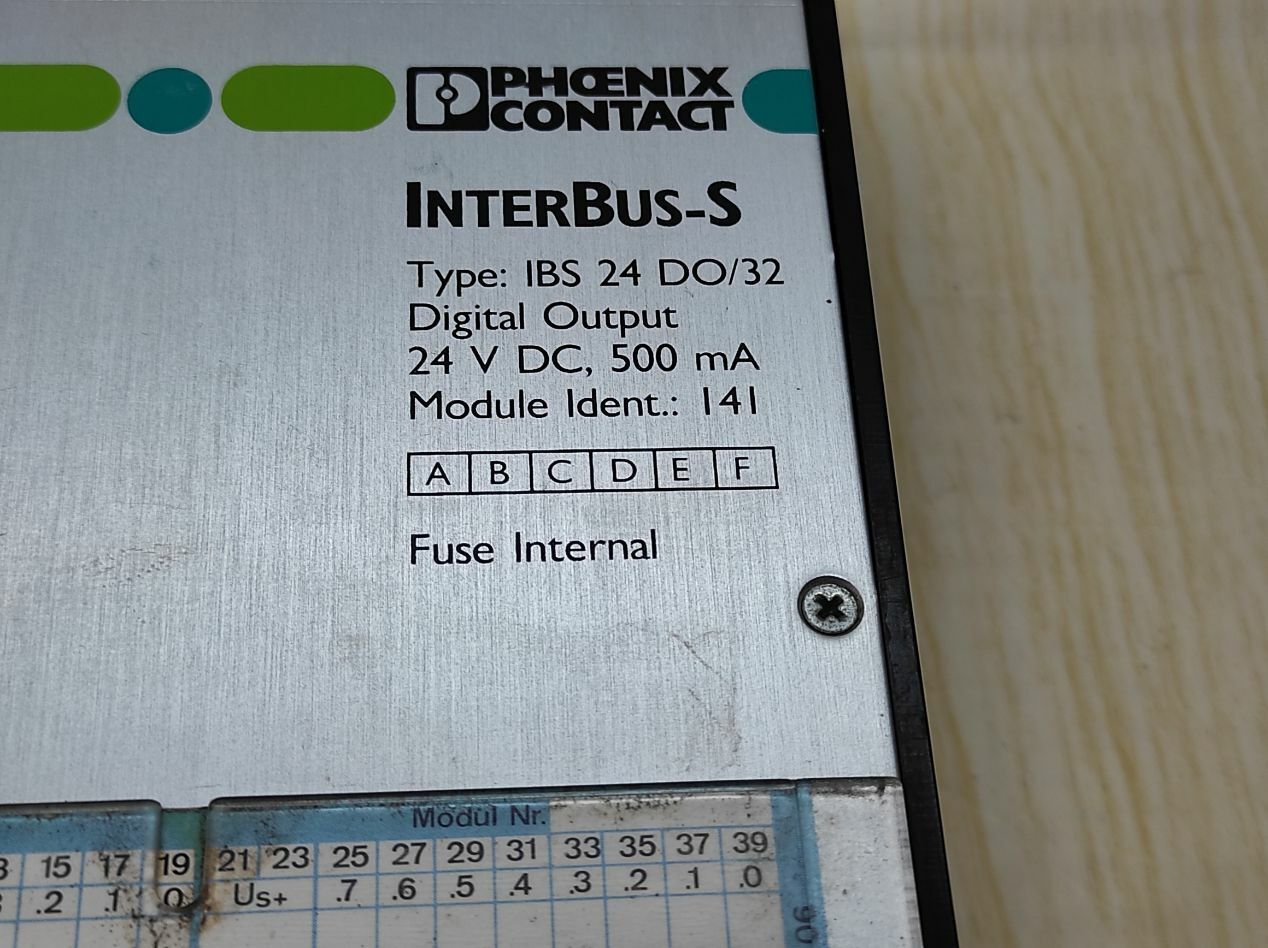 PHŒNIX
CONTACT
INTERBUS-S
Type: IBS 24 DO/32
Digital Output
24 V DC, 500 mA
Module Ident.: 141
A B C D E F
Fuse Internal
Modul Nr.
15 17 19 21 23 25 27 29 31 33 35 37 39
.2 .1 .0 Us+ .7 .6 .5 .4 .3 .2 .1 .0